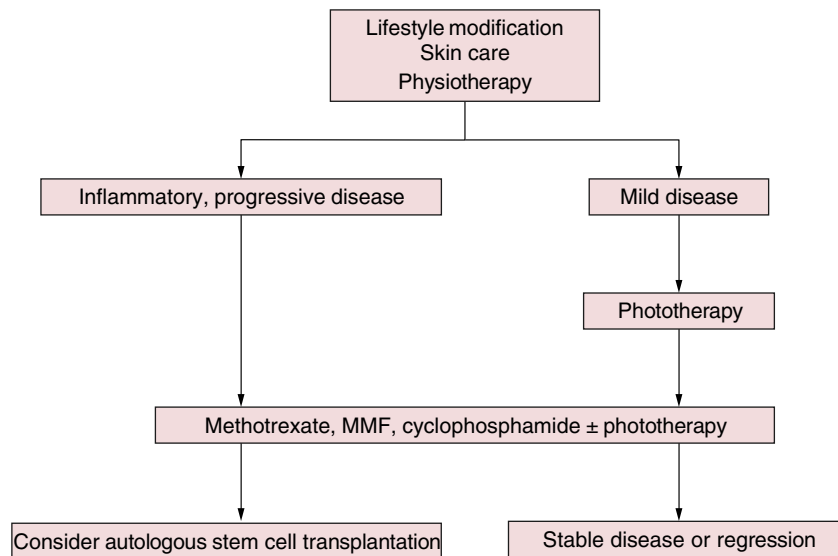 Lifestyle modification
Skin care
Physiotherapy
Inflammatory, progressive disease
Mild disease
Phototherapy
Methotrexate, MMF, cyclophosphamide ± phototherapy
Consider autologous stem cell transplantation
Stable disease or regression